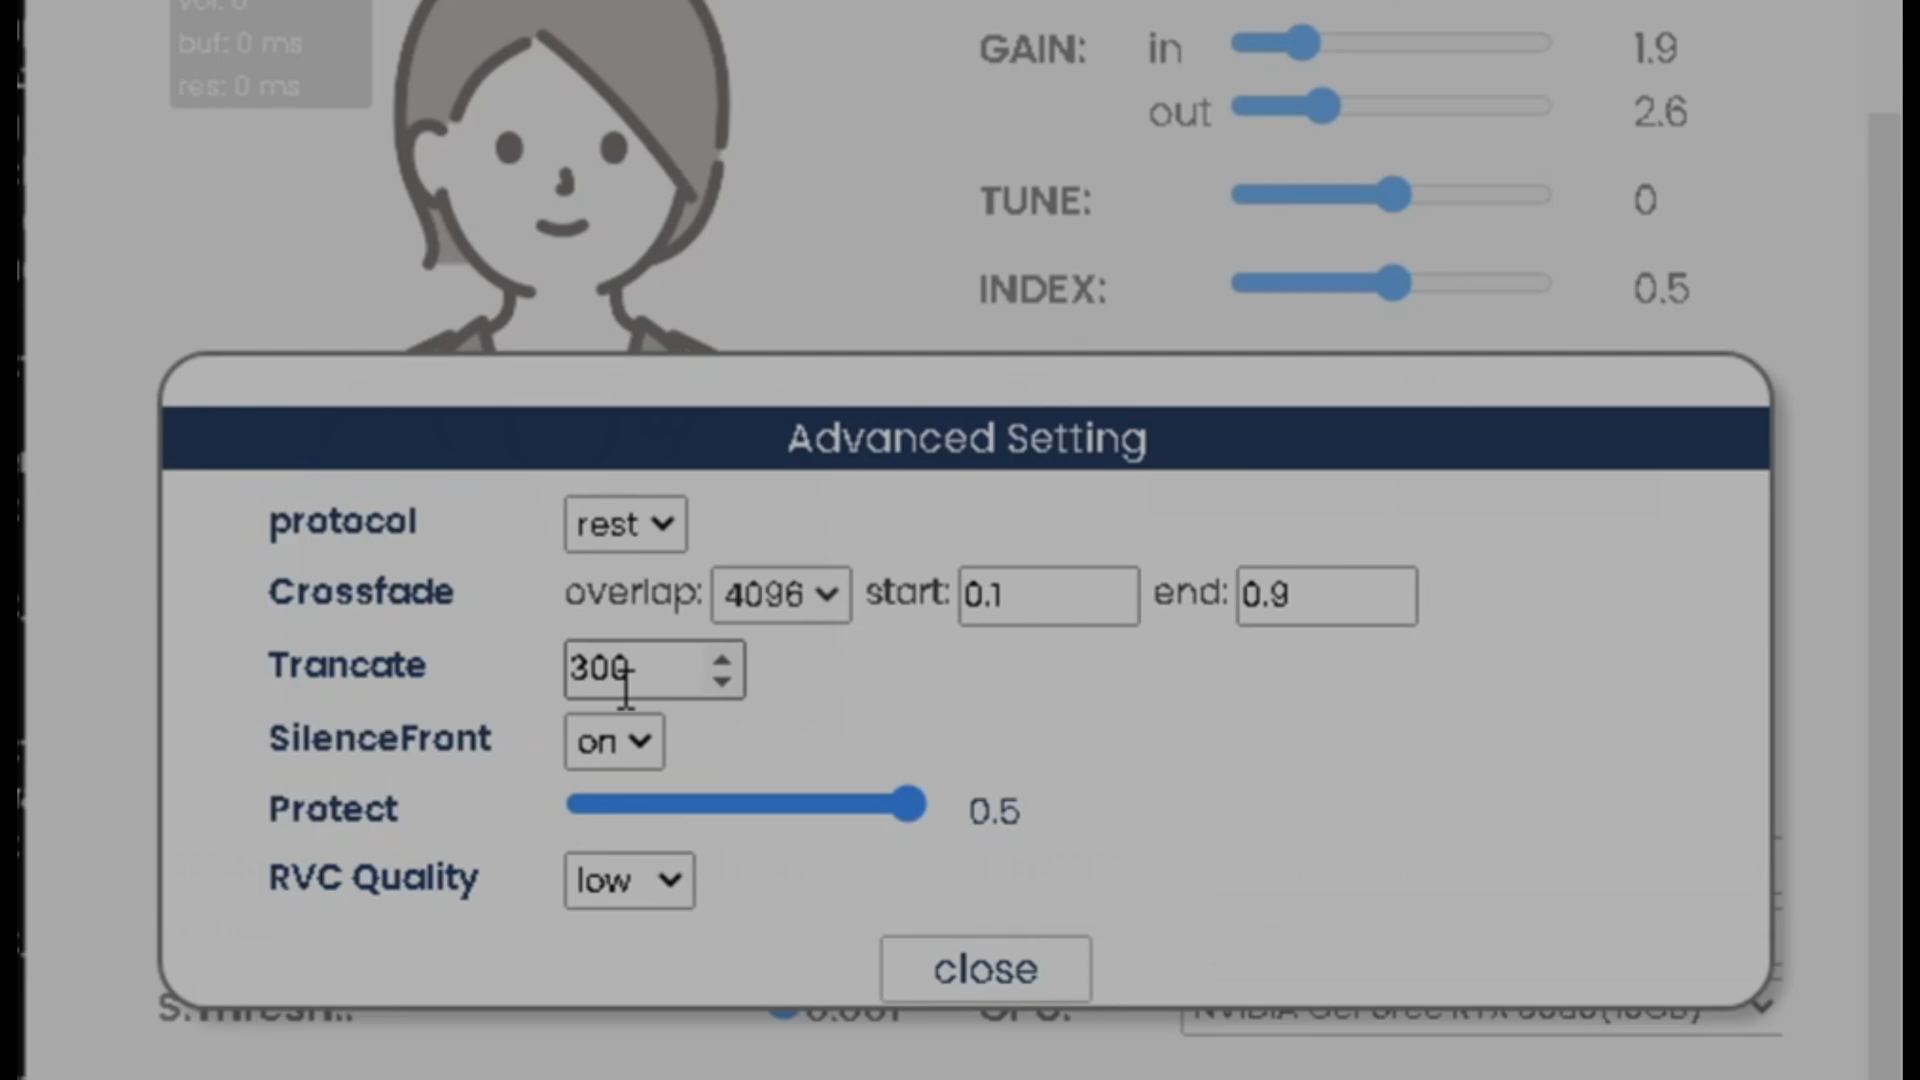 buf: 0 ms
res: 0 ms
GAIN: in 1.9
out 2.6
TUNE: 0
INDEX: 0.5
Advanced Setting
protocol rest
Crossfade overlap: 4096 start: 0.1 end: 0.9
Trancate 300
SilenceFront on
Protect 0.5
RVC Quality low
close